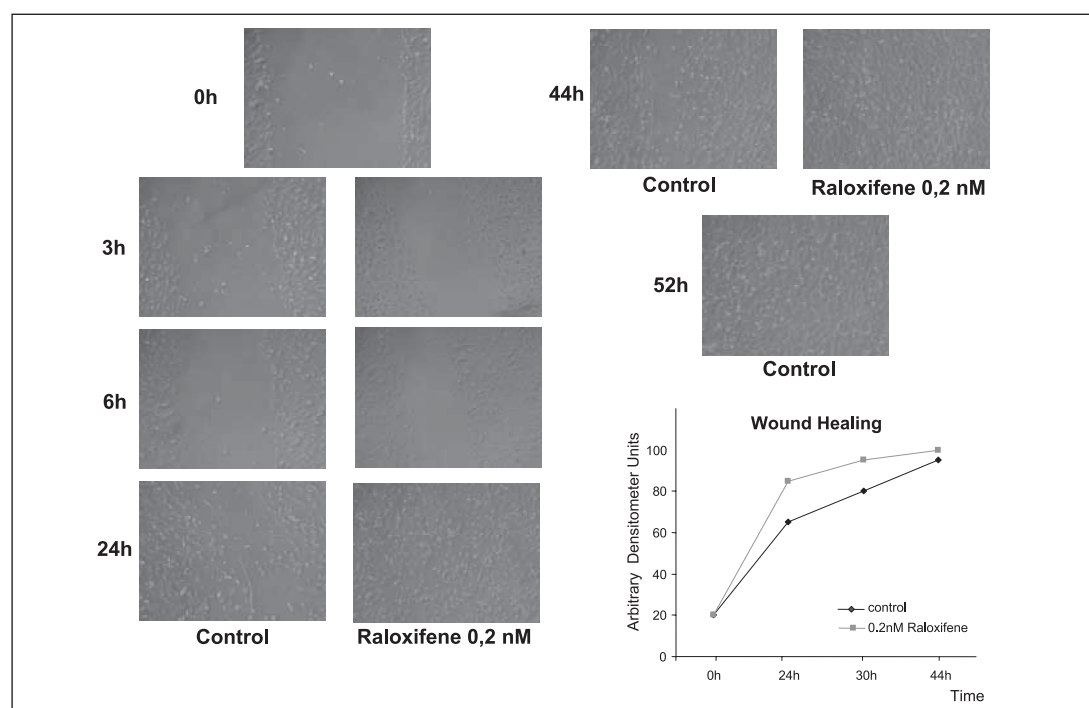 0h
3h
6h
24h
Control
Raloxifene 0,2 nM
44h
Control
Raloxifene 0,2 nM
52h
Control
Wound Healing
Arbitrary Densitometer Units
100
80
60
40
20
0
control
0.2nM Raloxifene
0h 24h 30h 44h
Time